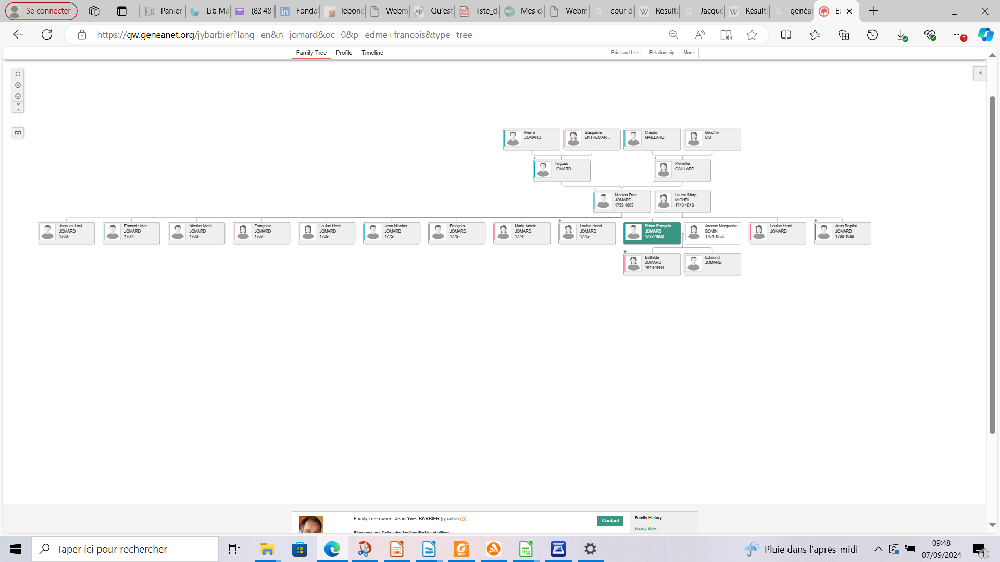 Se connecter
Panier
Lib Ma
(83 481
Fondat
lebonc
Webm
Qu'est
liste_d
Mes di
Webm
cour d
Résulta
Jacque
Résulta
généal
https://gw.geneanet.org/jybarbier?lang=en&n=jomard&oc=0&p=edme+francois&type=tree
Family Tree Profile Timeline
Print and Lists Relationship More
Pierre
JOMARD
Gasparde
ENTREMAR...
Claude
GAILLARD
Benoîte
LIS
Hugues
JOMARD
Pierrette
GAILLARD
Nicolas Fran...
JOMARD
1733-1803
Louise Marg...
MICHEL
1740-1816
Jacques Loui...
JOMARD
1763-
François Mar...
JOMARD
1764-
Nicolas Math...
JOMARD
1766-
Françoise
JOMARD
1767-
Louise Henri...
JOMARD
1769-
Jean Nicolas
JOMARD
1772-
François
JOMARD
1772-
Marie Antoin...
JOMARD
1774-
Louise Henri...
JOMARD
1775-
Edme François
JOMARD
1777-1862
Jeanne Marguerite
BONIN
1784-1833
Louise Henri...
JOMARD
Jean Baptist...
JOMARD
1780-1868
Bathilde
JOMARD
1818-1888
Edmond
JOMARD
Family Tree owner : Jean-Yves BARBIER (jybarbier)
Contact
Family History :
Family Book
Bienvenue sur l'arbre des familles Barbier et alliées
Taper ici pour rechercher
Pluie dans l'après-midi
09:48
07/09/2024
1